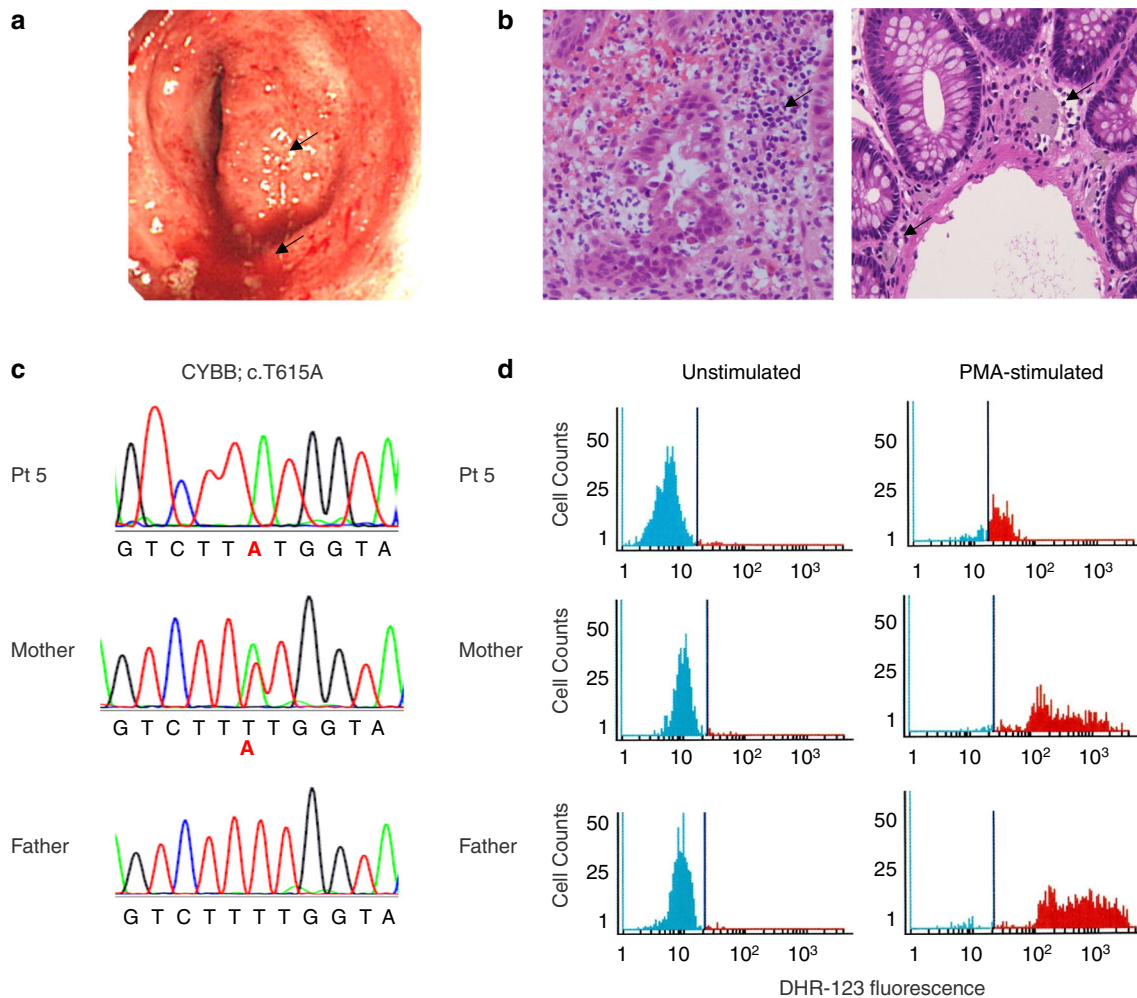 a
b
c
CYBB; c.T615A
Pt 5
G T C T T A T G G T A
Mother
G T C T T T T G G T A
A
Father
G T C T T T T G G T A
d
Unstimulated
PMA-stimulated
Pt 5
Cell Counts
50
25
1
1 10 10² 10³
50
25
1
1 10 10² 10³
Mother
Cell Counts
50
25
1
1 10 10² 10³
50
25
1
1 10 10² 10³
Father
Cell Counts
50
25
1
1 10 10² 10³
50
25
1
1 10 10² 10³
DHR-123 fluorescence